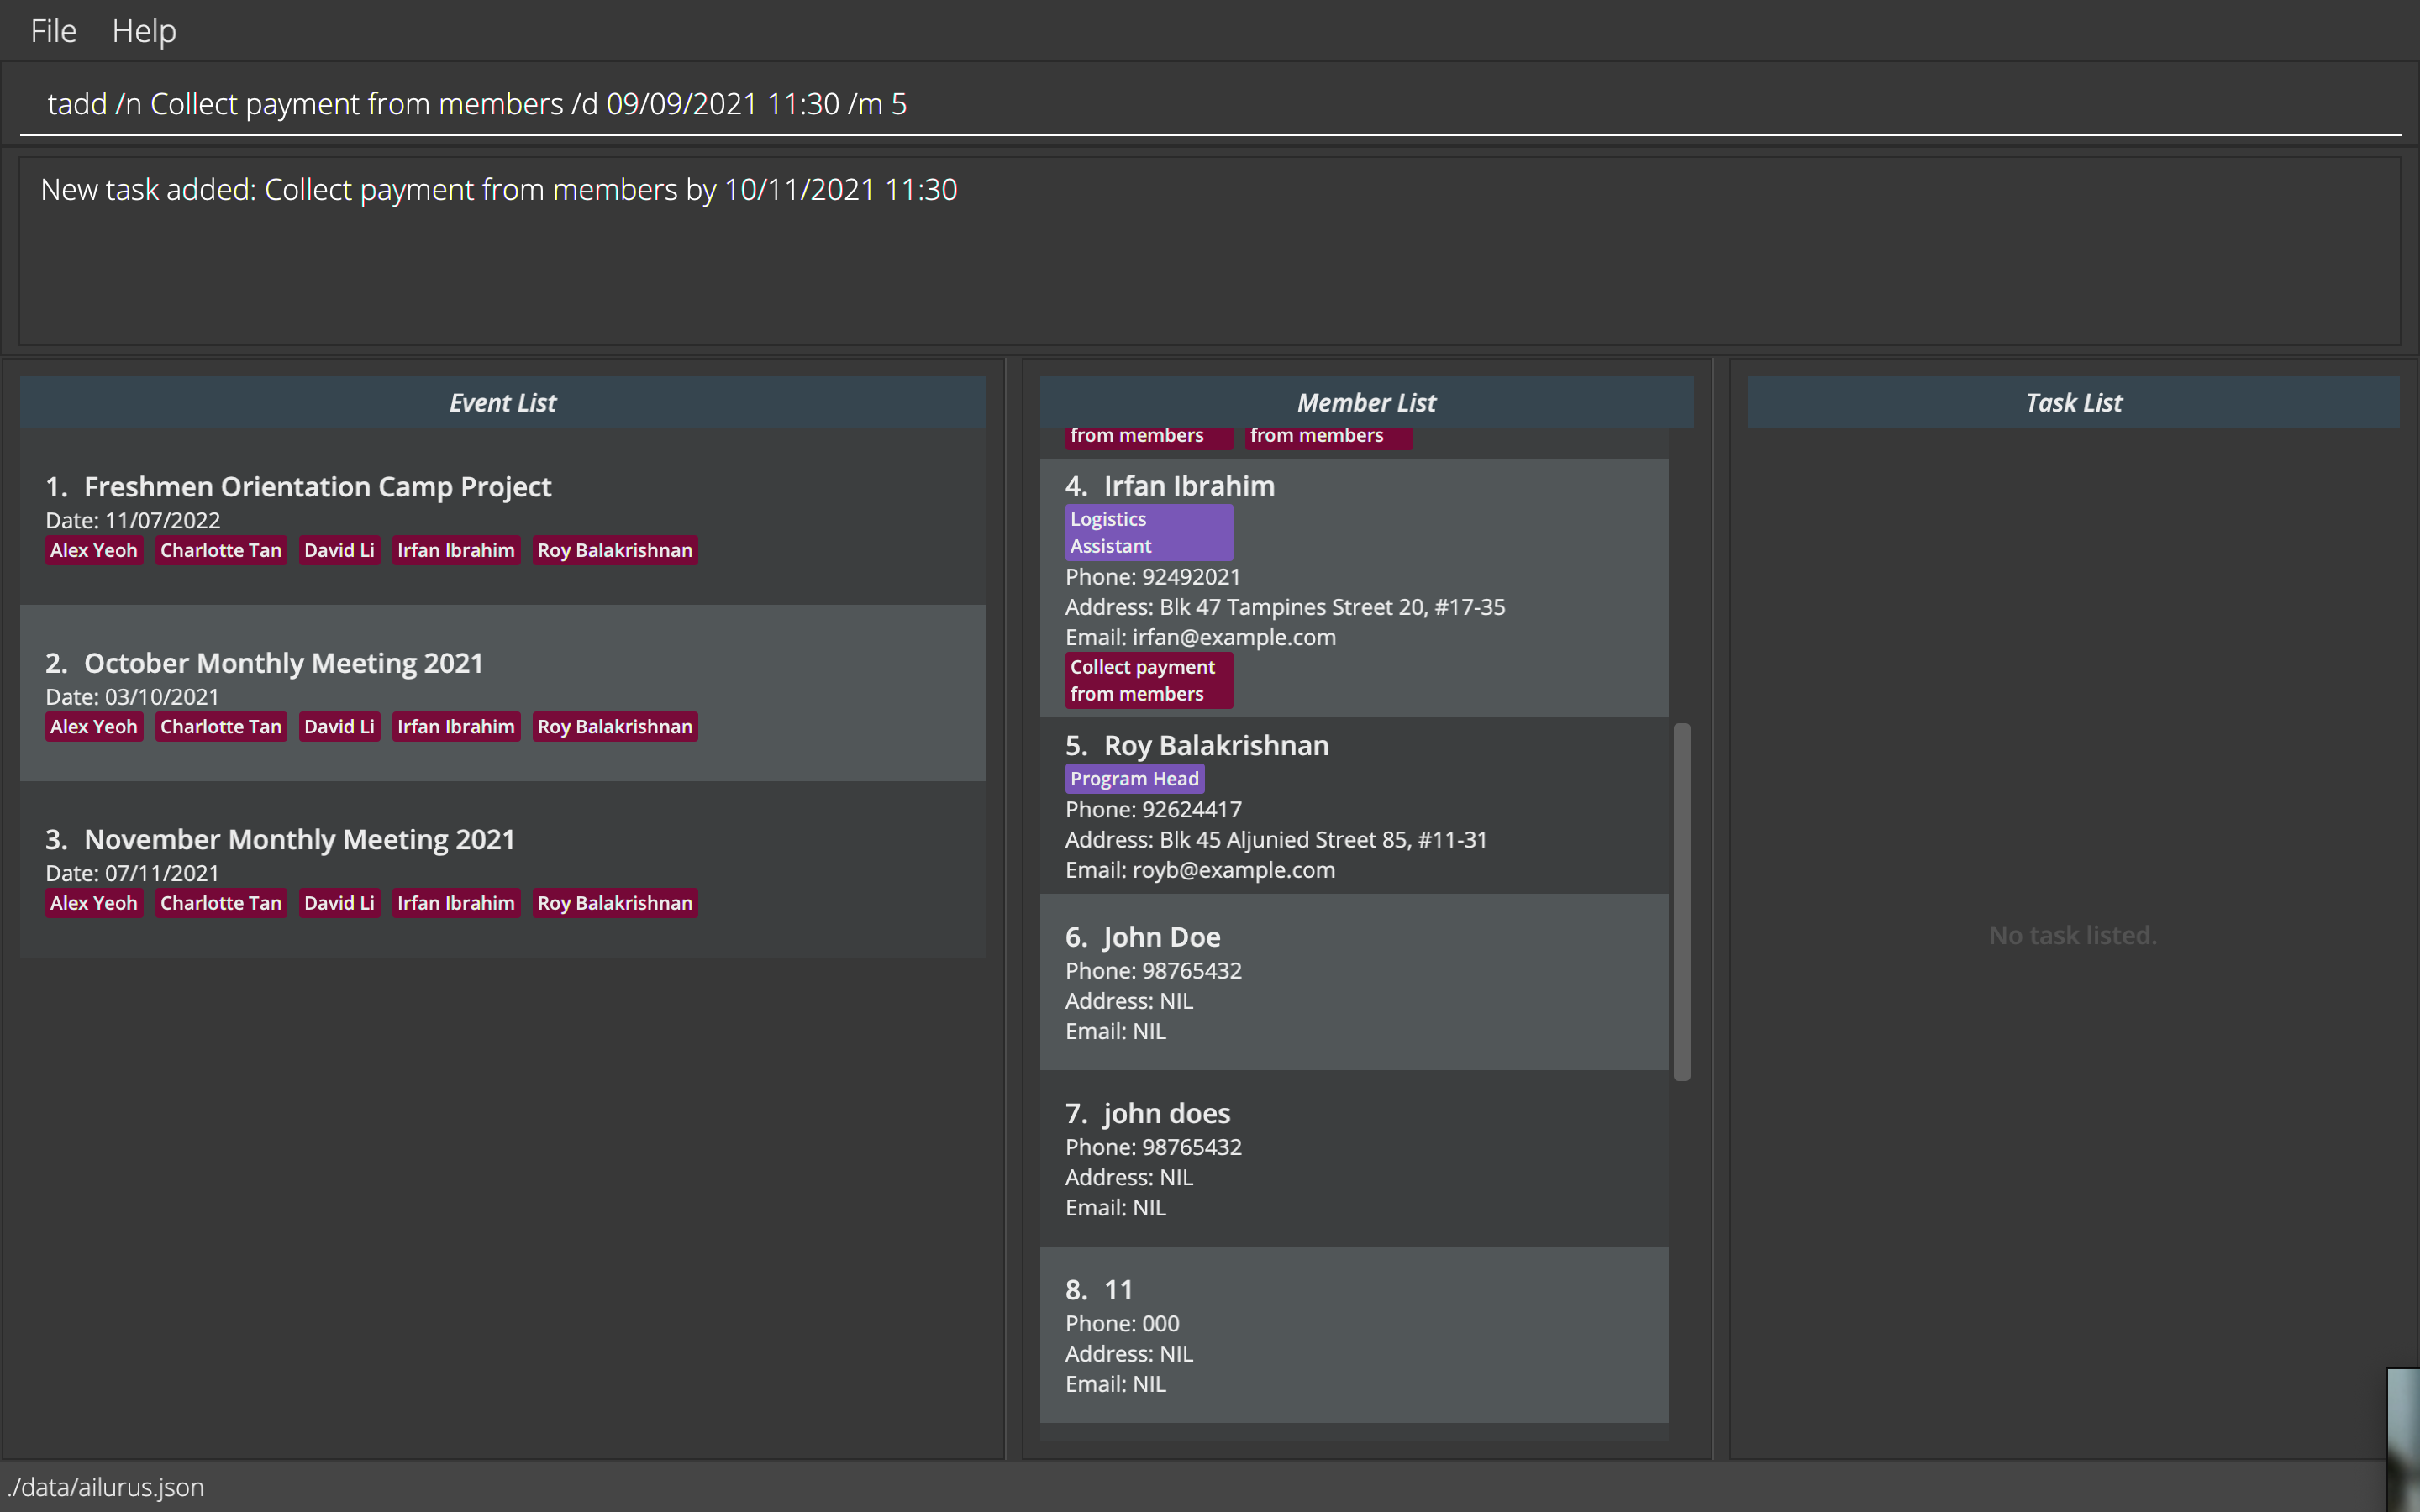 File Help
tadd /n Collect payment from members /d 09/09/2021 11:30 /m 5
New task added: Collect payment from members by 10/11/2021 11:30
Event List
1. Freshmen Orientation Camp Project
Date: 11/07/2022
Alex Yeoh Charlotte Tan David Li Irfan Ibrahim Roy Balakrishnan
2. October Monthly Meeting 2021
Date: 03/10/2021
Alex Yeoh Charlotte Tan David Li Irfan Ibrahim Roy Balakrishnan
3. November Monthly Meeting 2021
Date: 07/11/2021
Alex Yeoh Charlotte Tan David Li Irfan Ibrahim Roy Balakrishnan
Member List
from members from members
4. Irfan Ibrahim
Logistics
Assistant
Phone: 92492021
Address: Blk 47 Tampines Street 20, #17-35
Email: irfan@example.com
Collect payment
from members
5. Roy Balakrishnan
Program Head
Phone: 92624417
Address: Blk 45 Aljunied Street 85, #11-31
Email: royb@example.com
6. John Doe
Phone: 98765432
Address: NIL
Email: NIL
7. john does
Phone: 98765432
Address: NIL
Email: NIL
8. 11
Phone: 000
Address: NIL
Email: NIL
Task List
No task listed.
./data/ailurus.json